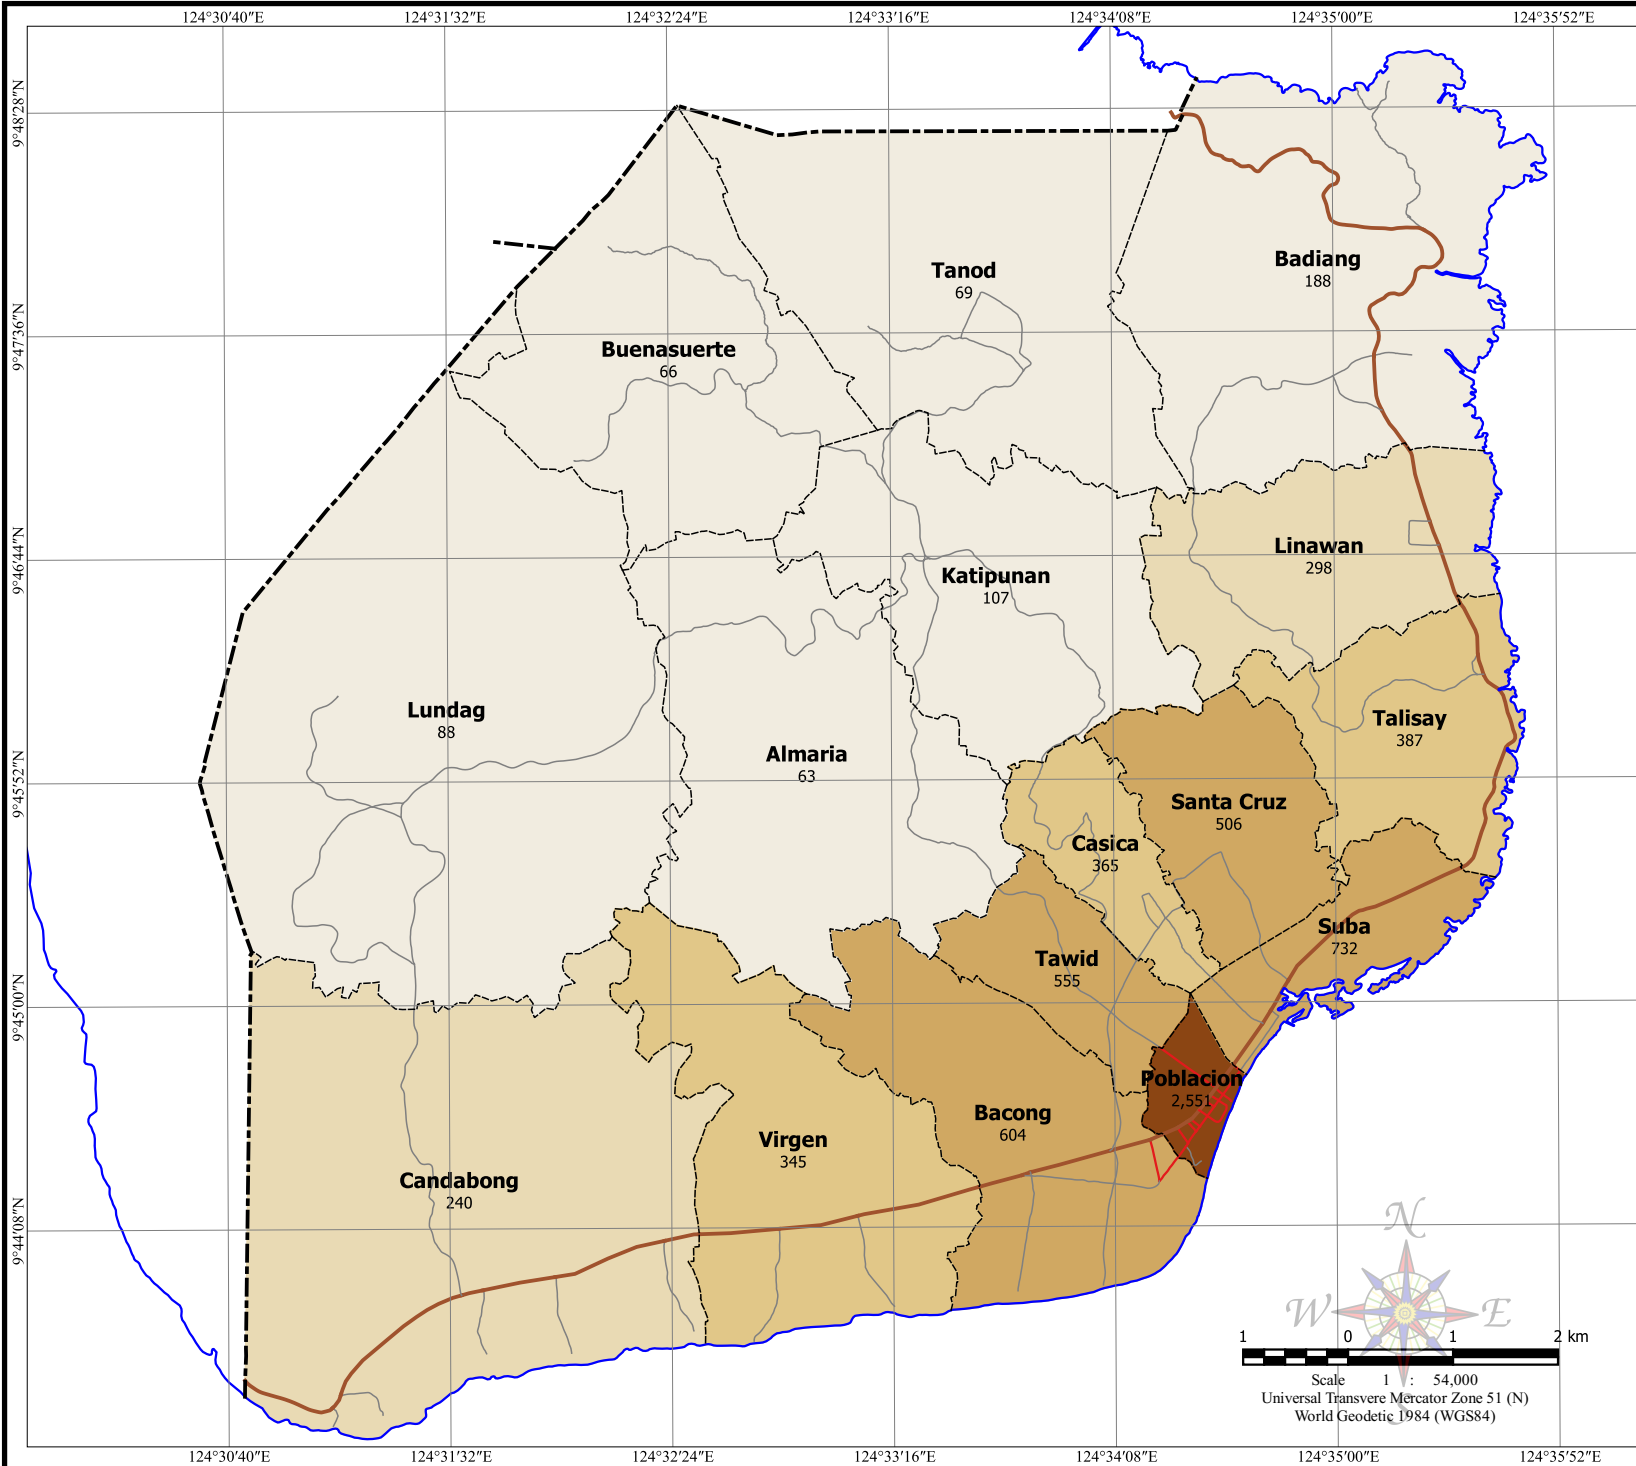 124°30'40"E 124°31'32"E 124°32'24"E 124°33'16"E 124°34'08"E 124°35'00"E 124°35'52"E
9°48'28"N
9°47'36"N
9°46'44"N
9°45'52"N
9°45'00"N
9°44'08"N
Badiang
188
Tanod
69
Buenasuerte
66
Linawan
298
Katipunan
107
Lundag
88
Talisay
387
Almaria
63
Santa Cruz
506
Casica
365
Suba
732
Tawid
555
Poblacion
2,551
Bacong
604
Virgen
345
Candabong
240
N
W E
S
1 0 1 2 km
Scale 1 : 54,000
Universal Transvere Mercator Zone 51 (N)
World Geodetic 1984 (WGS84)
124°30'40"E 124°31'32"E 124°32'24"E 124°33'16"E 124°34'08"E 124°35'00"E 124°35'52"E